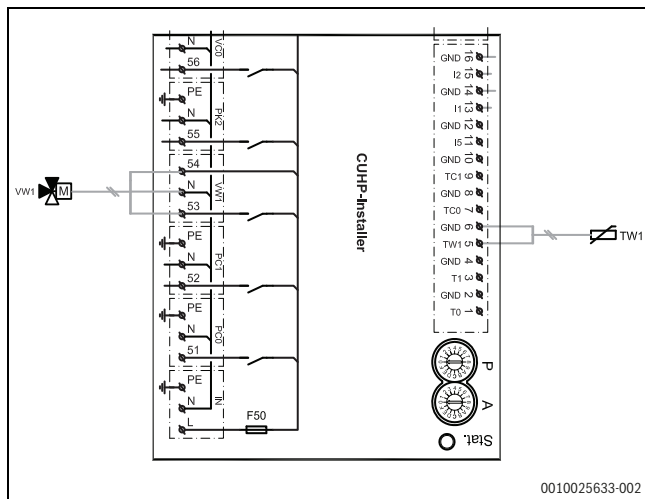 N
VC0
56
PE
PK2
N
55
54
VW1
N
VW1
M
53
PE
PC1
N
52
PE
PC0
N
51
PE
IN
N
L
F50
CUHP-Installer
GND 16
I2 15
GND 14
I1 13
GND 12
I5 11
GND 10
TC1 9
GND 8
TC0 7
GND 6
TW1 5
TW1
GND 4
T1 3
GND 2
T0 1
P
A
Stat.
0010025633-002